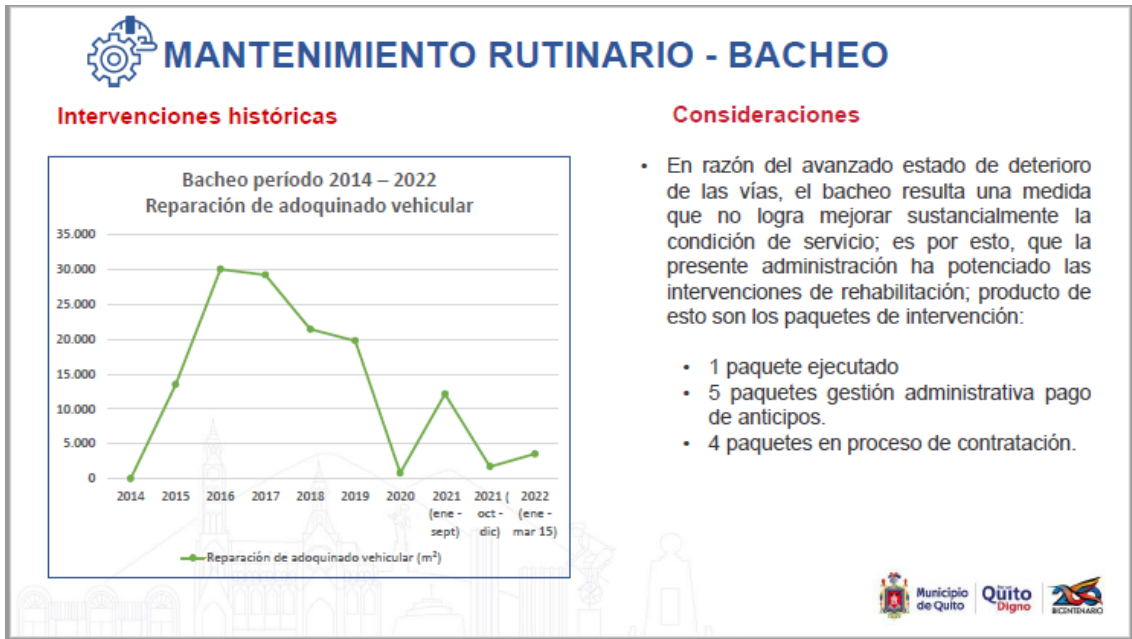 MANTENIMIENTO RUTINARIO - BACHEO
Intervenciones históricas
Bacheo período 2014 – 2022
Reparación de adoquinado vehicular
35.000
30.000
25.000
20.000
15.000
10.000
5.000
0
2014
2015
2016
2017
2018
2019
2020
2021 (ene - sept)
2021 ( oct - dic)
2022 (ene - mar 15)
Reparación de adoquinado vehicular (m²)
Consideraciones
• En razón del avanzado estado de deterioro
de las vías, el bacheo resulta una medida
que no logra mejorar sustancialmente la
condición de servicio; es por esto, que la
presente administración ha potenciado las
intervenciones de rehabilitación; producto de
esto son los paquetes de intervención:
• 1 paquete ejecutado
• 5 paquetes gestión administrativa pago
de anticipos.
• 4 paquetes en proceso de contratación.
Municipio
de Quito
Quito
Digno
BICENTENARIO